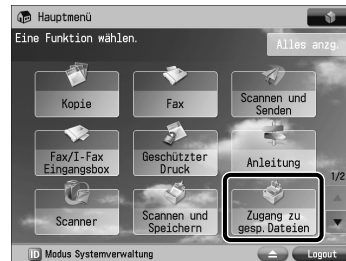 Hauptmenü
Eine Funktion wählen.
Alles anzg.
Kopie
Fax
Scannen und
Senden
Fax/I-Fax
Eingangsbox
Geschützter
Druck
Anleitung
1/2
Scanner
Scannen und
Speichern
Zugang zu
gesp. Dateien
ID Modus Systemverwaltung
Logout